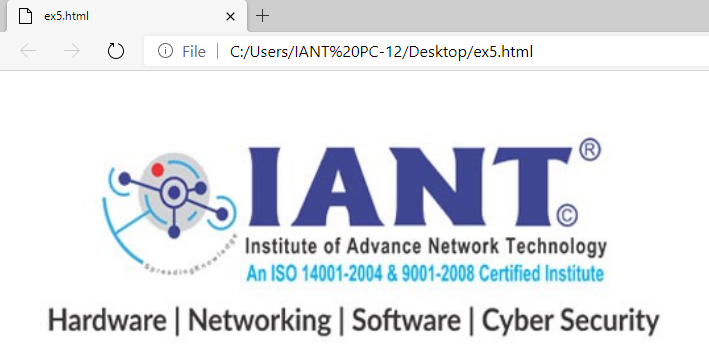 ex5.html
File C:/Users/IANT%20PC-12/Desktop/ex5.html
IANT®
©
Institute of Advance Network Technology
SpreadingKnowledge
An ISO 14001-2004 & 9001-2008 Certified Institute
Hardware | Networking | Software | Cyber Security